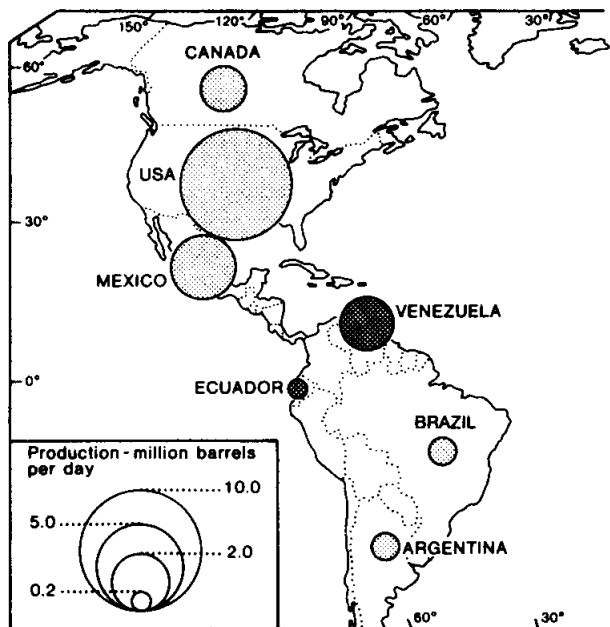 150° 120° 90° 60° 30°
60°
CANADA
USA
30°
MEXICO
VENEZUELA
0°
ECUADOR
BRAZIL
Production - million barrels
per day
10.0
5.0
2.0
0.2
ARGENTINA
60° 30°